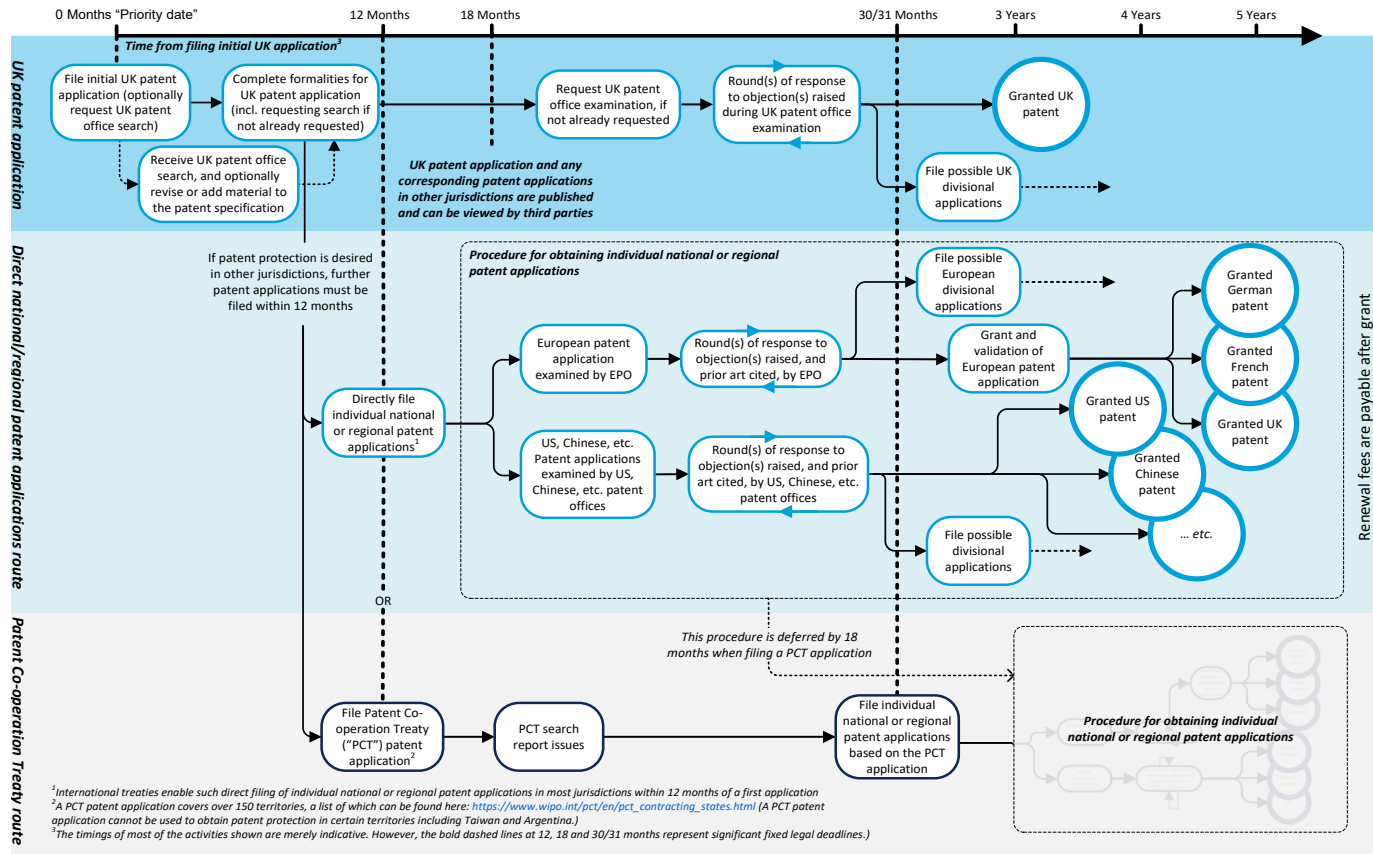 0 Months “Priority date”
12 Months
18 Months
30/31 Months
3 Years
4 Years
5 Years
Time from filing initial UK application3
UK patent application
File initial UK patent
application (optionally
request UK patent
office search)
Complete formalities for
UK patent application
(incl. requesting search if
not already requested)
Receive UK patent office
search, and optionally
revise or add material to
the patent specification
UK patent application and any
corresponding patent applications
in other jurisdictions are published
and can be viewed by third parties
Request UK patent
office examination, if
not already requested
Round(s) of response
to objection(s) raised
during UK patent office
examination
Granted UK
patent
File possible UK
divisional
applications
Direct national/regional patent applications route
If patent protection is desired
in other jurisdictions, further
patent applications must be
filed within 12 months
Directly file
individual national
or regional patent
applications1
Procedure for obtaining individual national or regional
patent applications
European patent
application
examined by EPO
Round(s) of response to
objection(s) raised, and
prior art cited, by EPO
File possible
European
divisional
applications
Grant and
validation of
European patent
application
Granted
German
patent
Granted
French
patent
Granted UK
patent
US, Chinese, etc.
Patent applications
examined by US,
Chinese, etc. patent
offices
Round(s) of response to
objection(s) raised, and prior
art cited, by US, Chinese, etc.
patent offices
Granted US
patent
Granted
Chinese
patent
... etc.
File possible
divisional
applications
Renewal fees are payable after grant
OR
Patent Co-operation Treaty route
This procedure is deferred by 18
months when filing a PCT application
File Patent Co-
operation Treaty
(“PCT”) patent
application2
PCT search
report issues
File individual
national or regional
patent applications
based on the PCT
application
Procedure for obtaining individual
national or regional patent applications
1International treaties enable such direct filing of individual national or regional patent applications in most jurisdictions within 12 months of a first application
2A PCT patent application covers over 150 territories, a list of which can be found here: https://www.wipo.int/pct/en/pct_contracting_states.html (A PCT patent
application cannot be used to obtain patent protection in certain territories including Taiwan and Argentina.)
3The timings of most of the activities shown are merely indicative. However, the bold dashed lines at 12, 18 and 30/31 months represent significant fixed legal deadlines.)